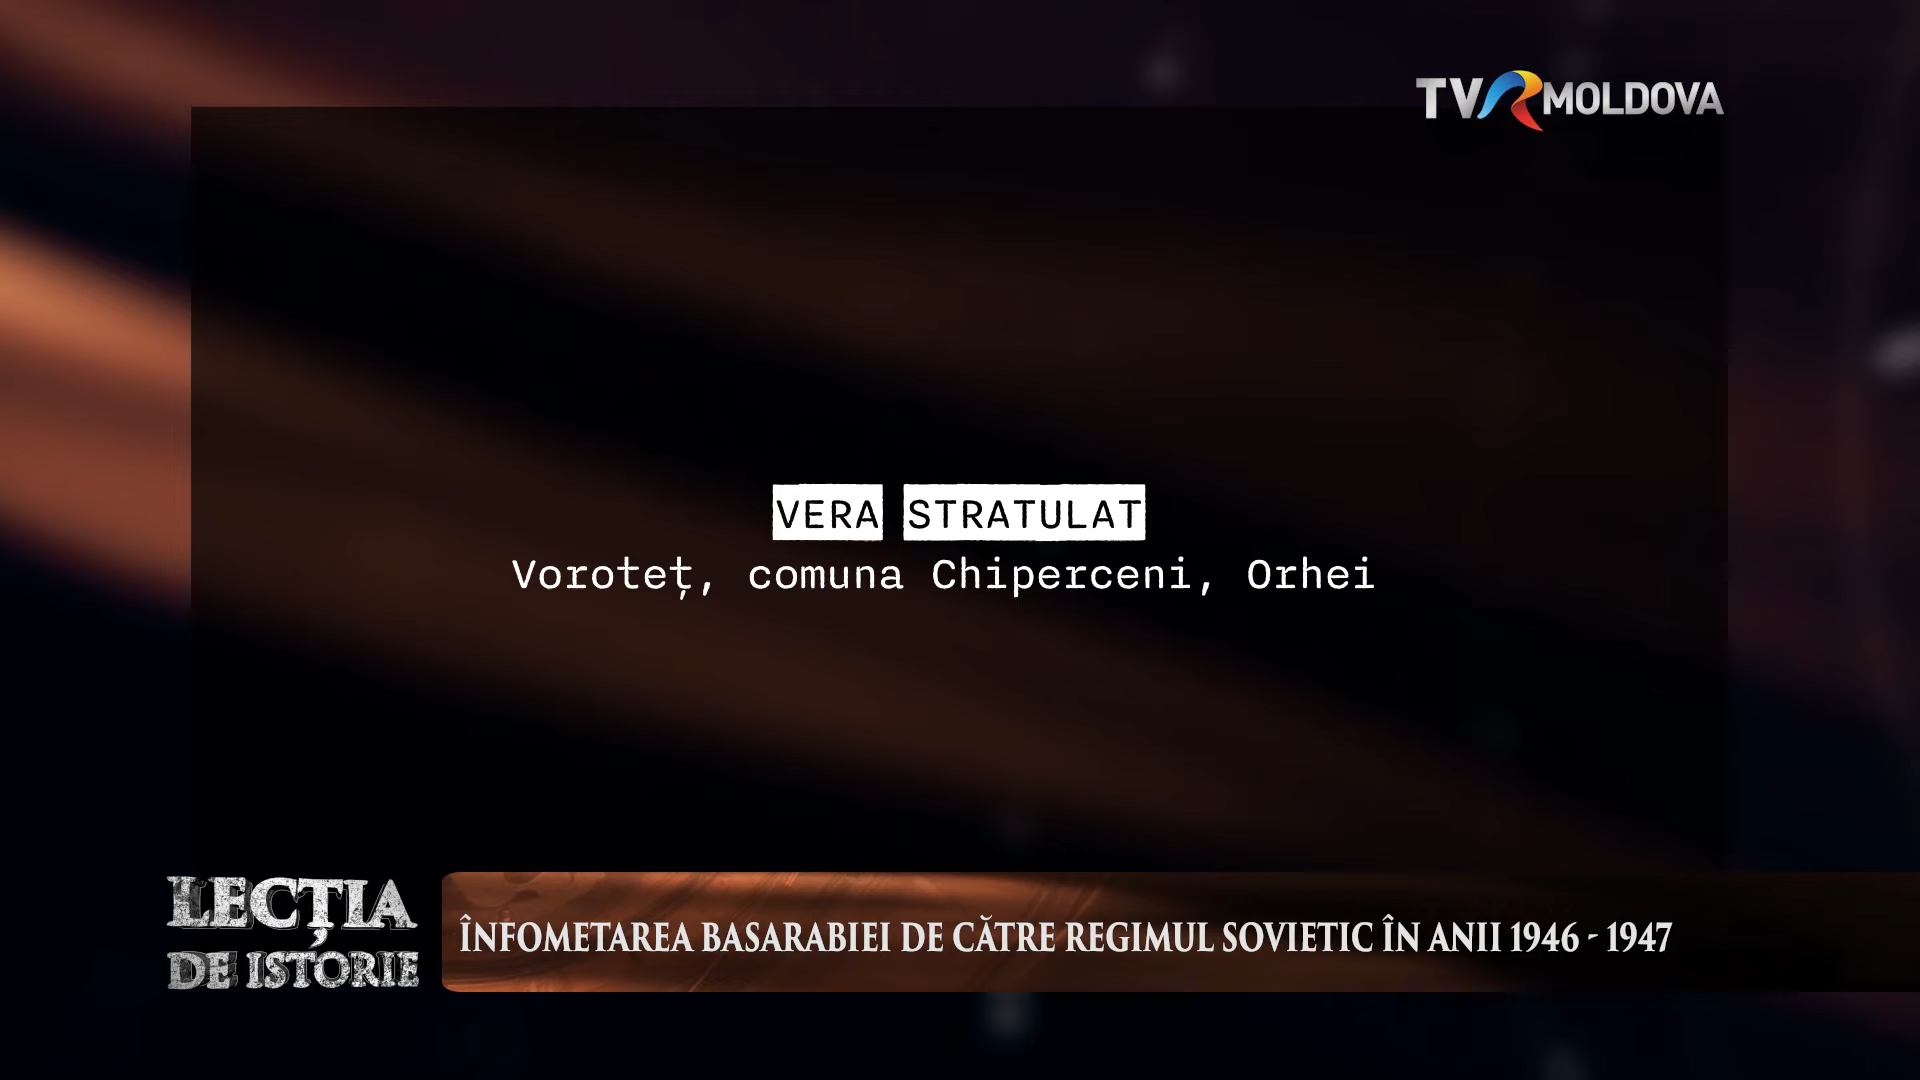 TVR MOLDOVA
VERA STRATULAT
Voroteț, comuna Chiperceni, Orhei
LECȚIA
DE ISTORIE
ÎNFOMETAREA BASARABIEI DE CĂTRE REGIMUL SOVIETIC ÎN ANII 1946 - 1947